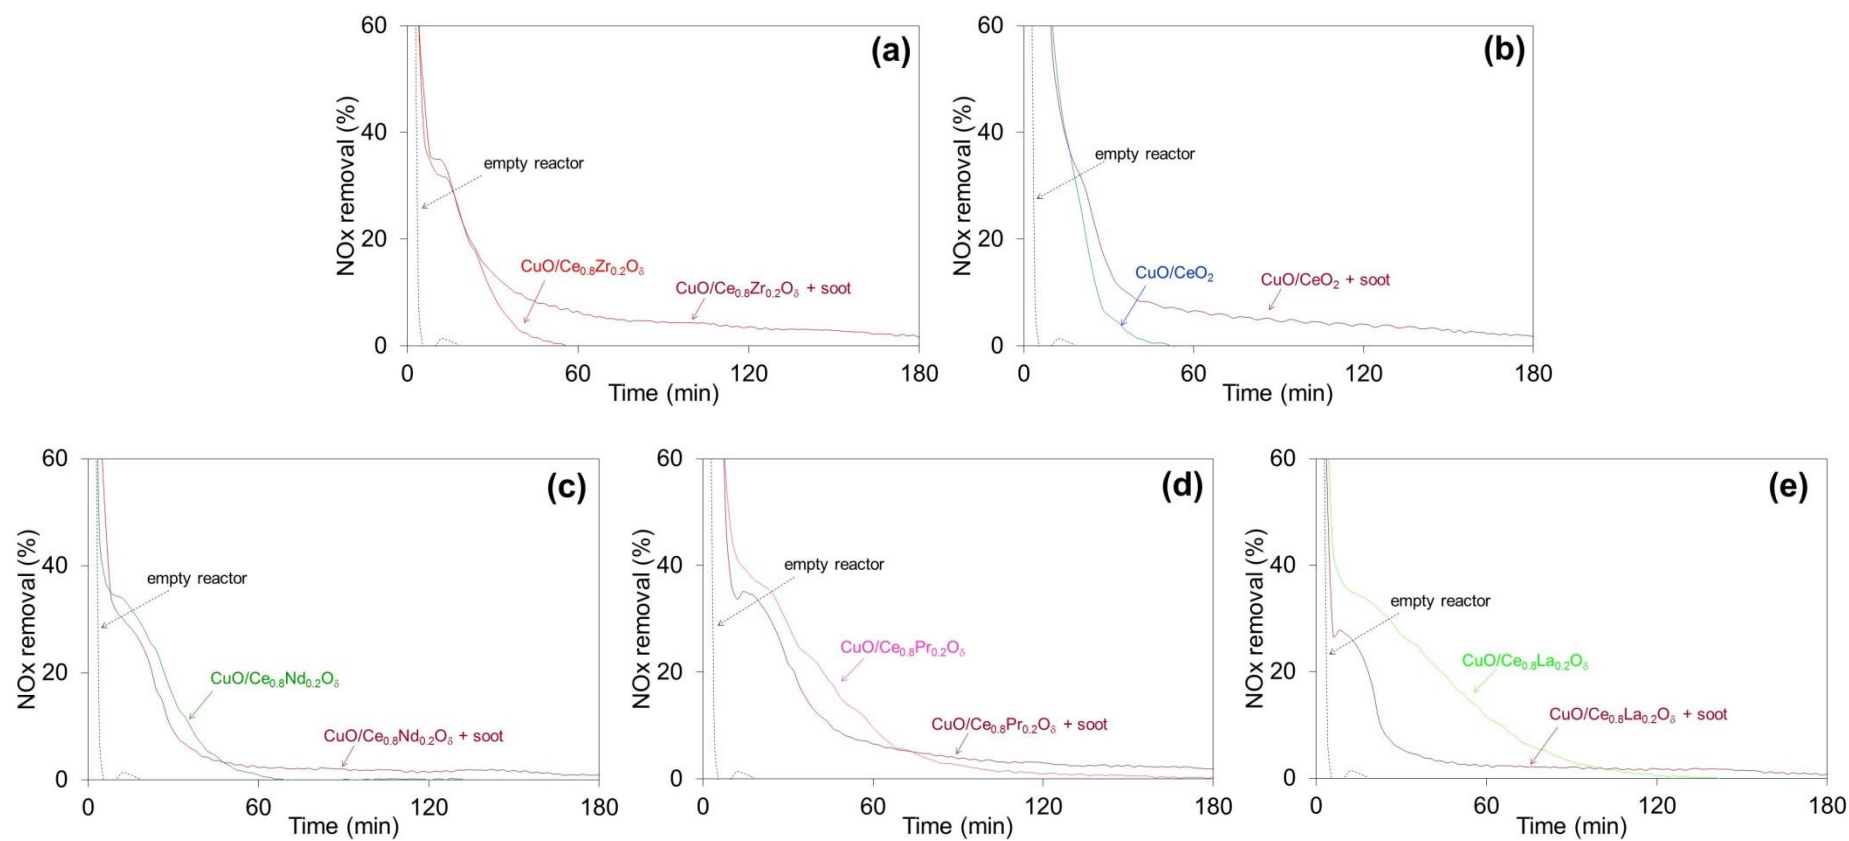 (a)
60
40
20
0
NOx removal (%)
empty reactor
CuO/Ce₀.₈Zr₀.₂Oδ
CuO/Ce₀.₈Zr₀.₂Oδ + soot
0 60 120 180
Time (min)
(b)
60
40
20
0
NOx removal (%)
empty reactor
CuO/CeO₂
CuO/CeO₂ + soot
0 60 120 180
Time (min)
(c)
60
40
20
0
NOx removal (%)
empty reactor
CuO/Ce₀.₈Nd₀.₂Oδ
CuO/Ce₀.₈Nd₀.₂Oδ + soot
0 60 120 180
Time (min)
(d)
60
40
20
0
NOx removal (%)
empty reactor
CuO/Ce₀.₈Pr₀.₂Oδ
CuO/Ce₀.₈Pr₀.₂Oδ + soot
0 60 120 180
Time (min)
(e)
60
40
20
0
NOx removal (%)
empty reactor
CuO/Ce₀.₈La₀.₂Oδ
CuO/Ce₀.₈La₀.₂Oδ + soot
0 60 120 180
Time (min)